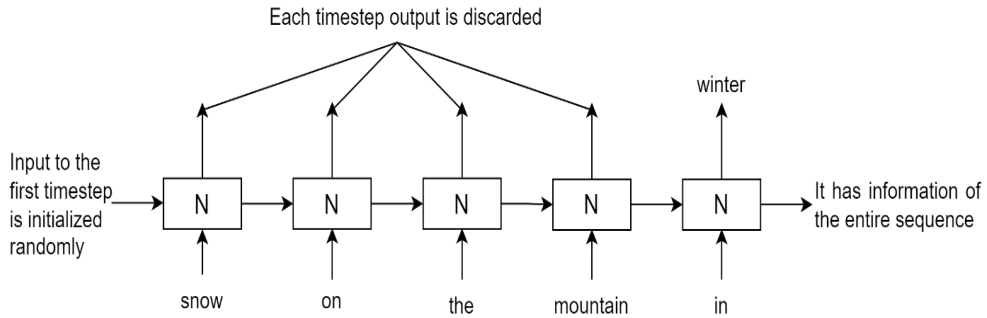 Each timestep output is discarded
winter
Input to the
first timestep
is initialized
randomly
N N N N N
It has information of
the entire sequence
snow on the mountain in